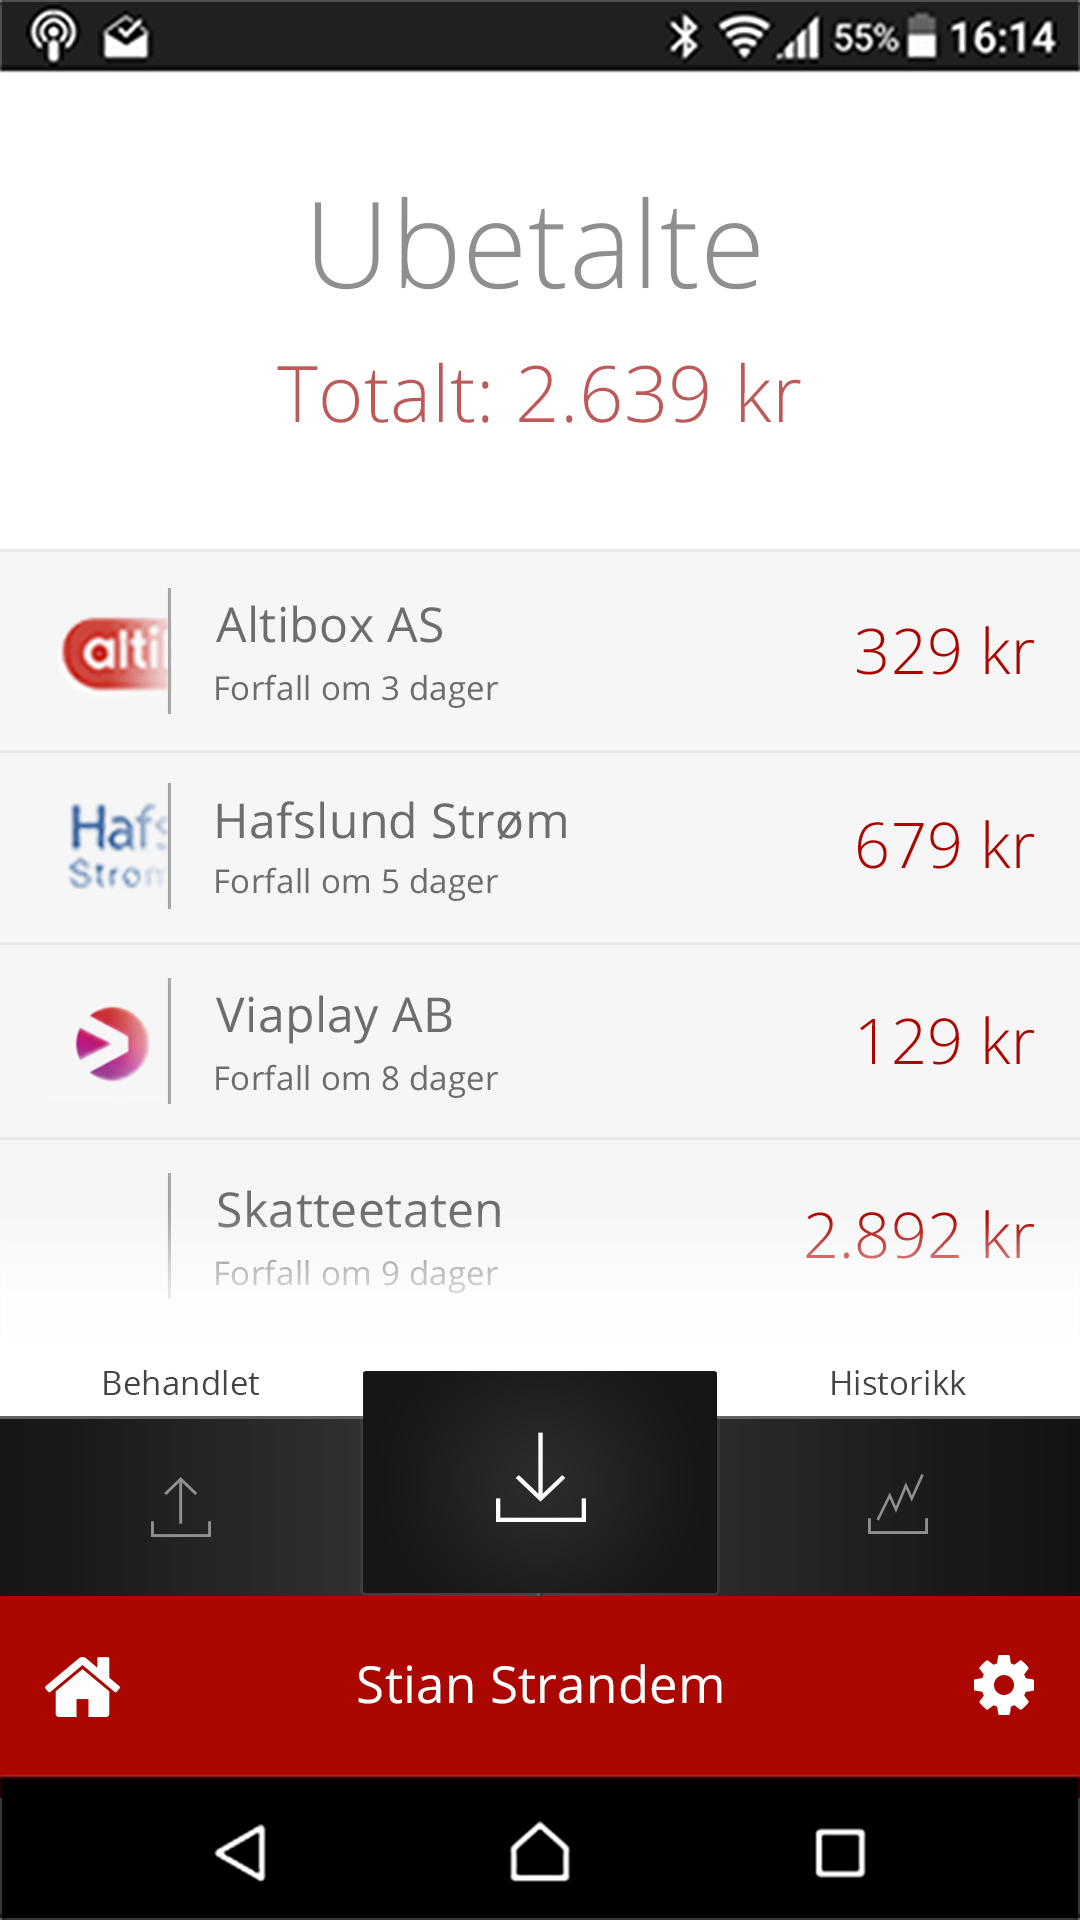 55% 16:14
Ubetalte
Totalt: 2.639 kr
alti
Altibox AS
Forfall om 3 dager
329 kr
Hafs
Strøm
Hafslund Strøm
Forfall om 5 dager
679 kr
Viaplay AB
Forfall om 8 dager
129 kr
Skatteetaten
Forfall om 9 dager
2.892 kr
Behandlet
Historikk
Stian Strandem